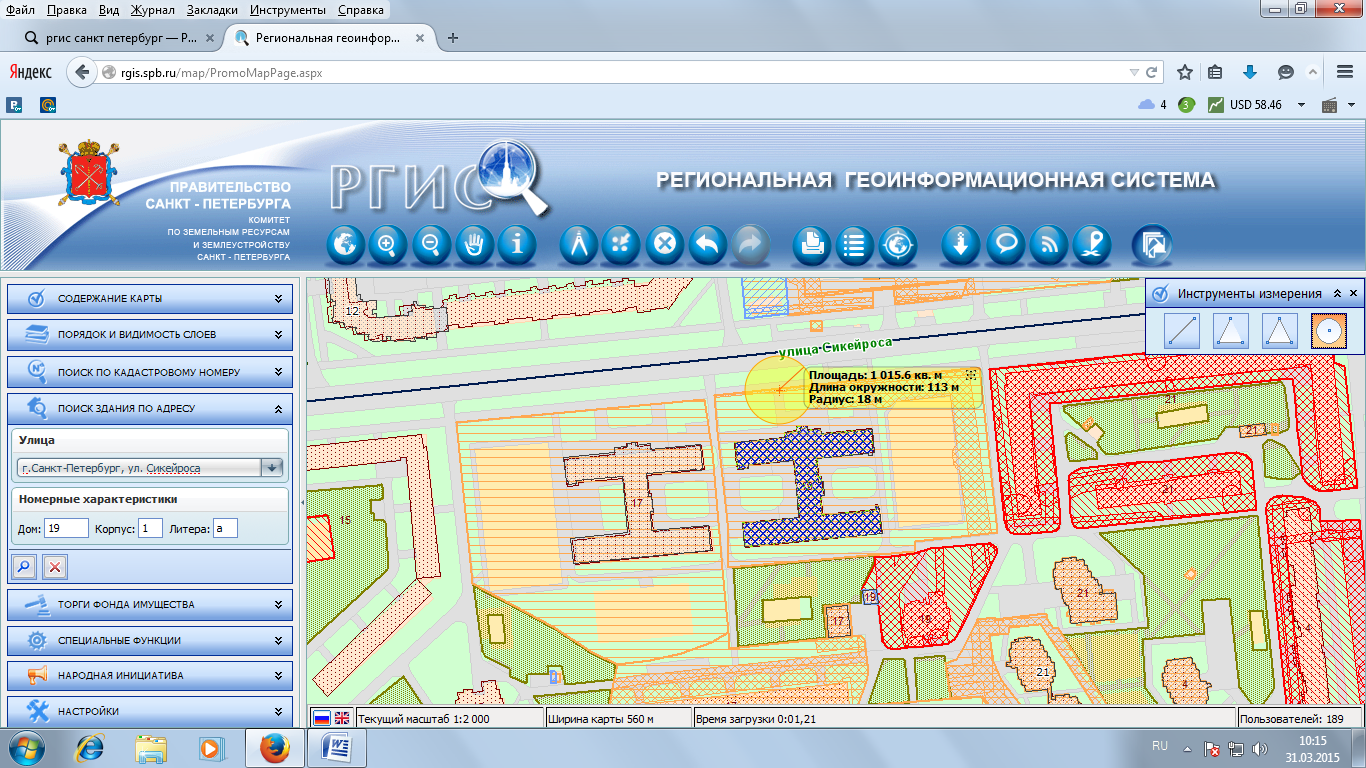 Файл Правка Вид Журнал Закладки Инструменты Справка
ргис санкт петербург — Р...
Региональная геоинфор...
Яндекс
rgis.spb.ru/map/PromoMapPage.aspx
4
3
USD 58.46
ПРАВИТЕЛЬСТВО
САНКТ - ПЕТЕРБУРГА
КОМИТЕТ
ПО ЗЕМЕЛЬНЫМ РЕСУРСАМ
И ЗЕМЛЕУСТРОЙСТВУ
САНКТ - ПЕТЕРБУРГА
РГИС
РЕГИОНАЛЬНАЯ ГЕОИНФОРМАЦИОННАЯ СИСТЕМА
СОДЕРЖАНИЕ КАРТЫ
ПОРЯДОК И ВИДИМОСТЬ СЛОЕВ
ПОИСК ПО КАДАСТРОВОМУ НОМЕРУ
ПОИСК ЗДАНИЯ ПО АДРЕСУ
Улица
г.Санкт-Петербург, ул. Сикейроса
Номерные характеристики
Дом: 19 Корпус: 1 Литера: а
ТОРГИ ФОНДА ИМУЩЕСТВА
СПЕЦИАЛЬНЫЕ ФУНКЦИИ
НАРОДНАЯ ИНИЦИАТИВА
НАСТРОЙКИ
Инструменты измерения
12
улица Сикейроса
Площадь: 1 015.6 кв. м
Длина окружности: 113 м
Радиус: 18 м
21
21
21
17
15
21
19
17
21
4
Текущий масштаб 1:2 000
Ширина карты 560 м
Время загрузки 0:01,21
Пользователей: 189
RU
10:15
31.03.2015